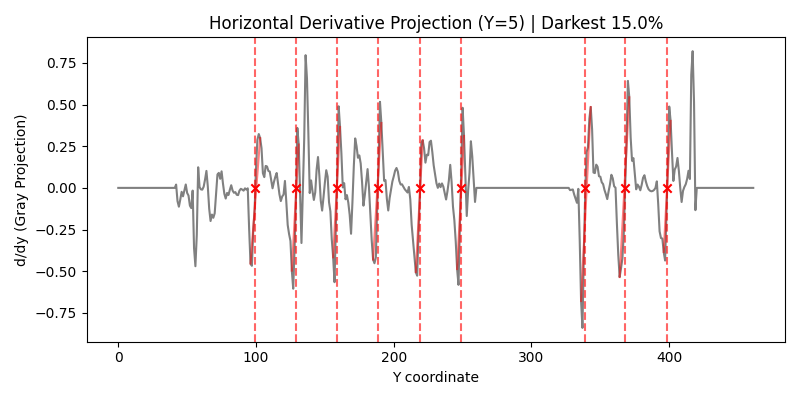 Horizontal Derivative Projection (Y=5) | Darkest 15.0%
d/dy (Gray Projection)
0.75
0.50
0.25
0.00
−0.25
−0.50
−0.75
0 100 200 300 400
Y coordinate